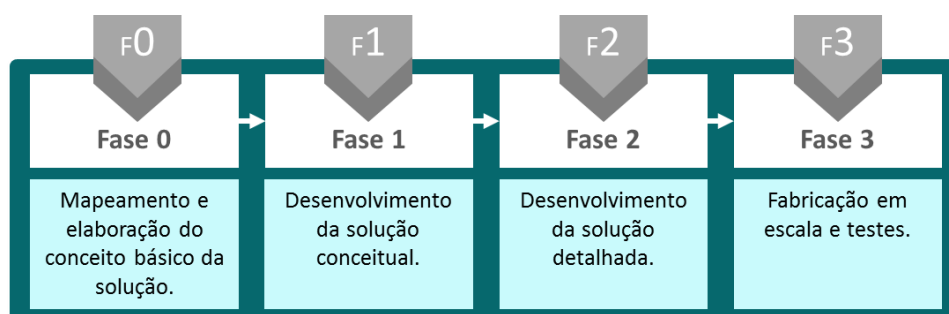 F0
F1
F2
F3
Fase 0
Fase 1
Fase 2
Fase 3
Mapeamento e
elaboração do
conceito básico da
solução.
Desenvolvimento
da solução
conceitual.
Desenvolvimento
da solução
detalhada.
Fabricação em
escala e testes.